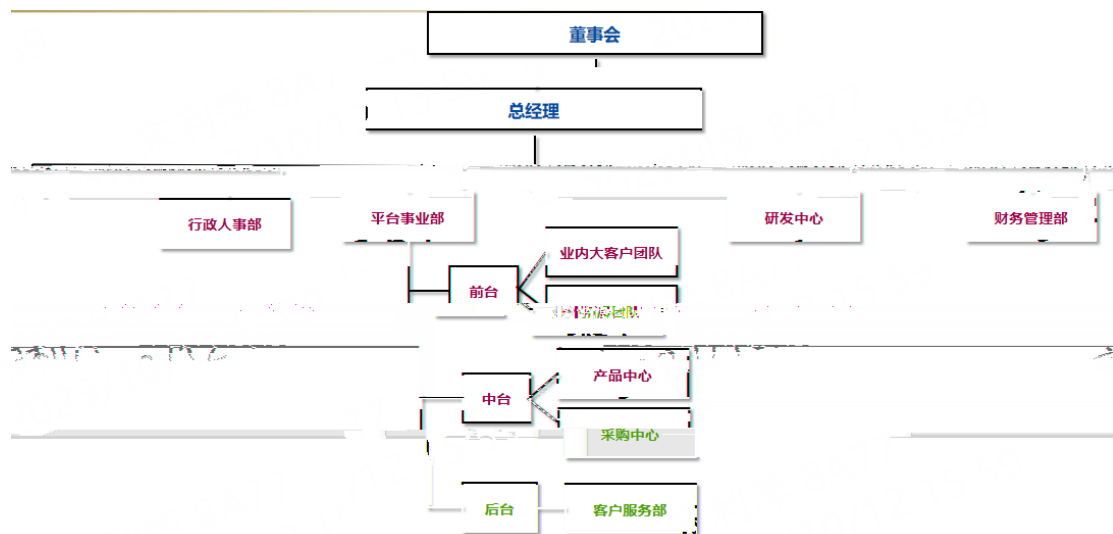 董事会
总经理
行政人事部
平台事业部
研发中心
财务管理部
业内大客户团队
前台
团队
产品中心
中台
采购中心
后台
客户服务部